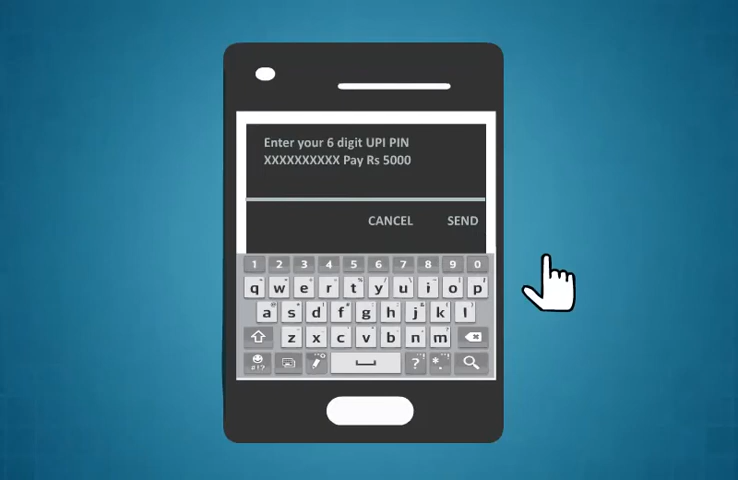 Enter your 6 digit UPI PIN
XXXXXXXXXX Pay Rs 5000
CANCEL SEND
1 2 3 4 5 6 7 8 9 0
q w e r t y u i o p
a s d f g h j k l
z x c v b n m
#!? ? *.